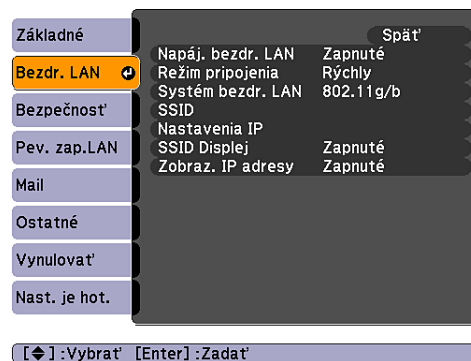 Základné
Bezdr. LAN
Bezpečnosť
Pev. zap.LAN
Mail
Ostatné
Vynulovať
Nast. je hot.
Späť
Napáj. bezdr. LAN Zapnuté
Režim pripojenia Rýchly
Systém bezdr. LAN 802.11g/b
SSID
Nastavenia IP
SSID Displej Zapnuté
Zobraz. IP adresy Zapnuté
[◆] :Vybrať [Enter] :Zadať